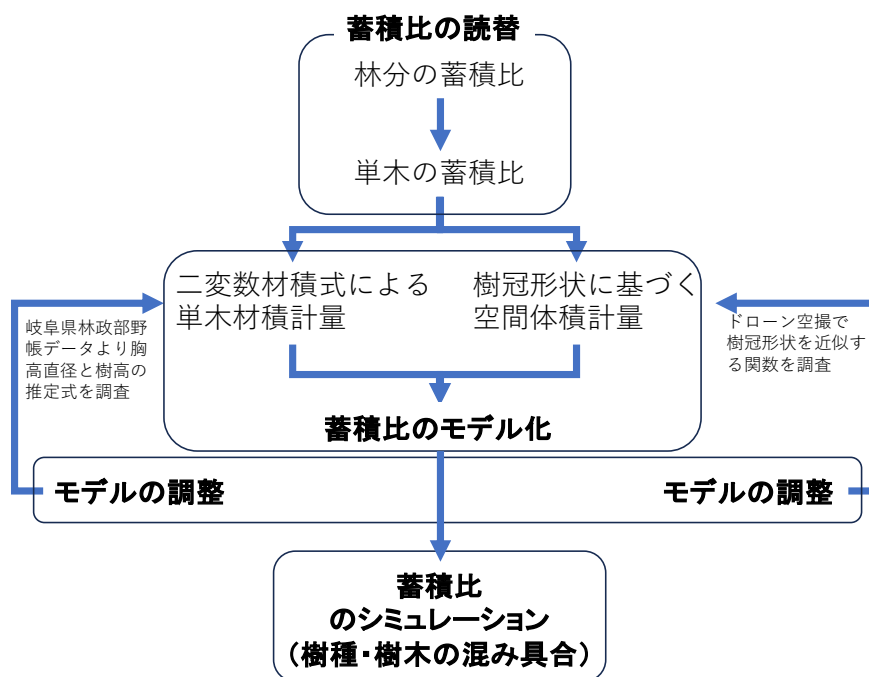 蓄積比の読替
林分の蓄積比
単木の蓄積比
二変数材積式による
単木材積計量
樹冠形状に基づく
空間体積計量
岐阜県林政部野
帳データより胸
高直径と樹高の
推定式を調査
ドローン空撮で
樹冠形状を近似す
る関数を調査
蓄積比のモデル化
モデルの調整
モデルの調整
蓄積比
のシミュレーション
（樹種・樹木の混み具合）